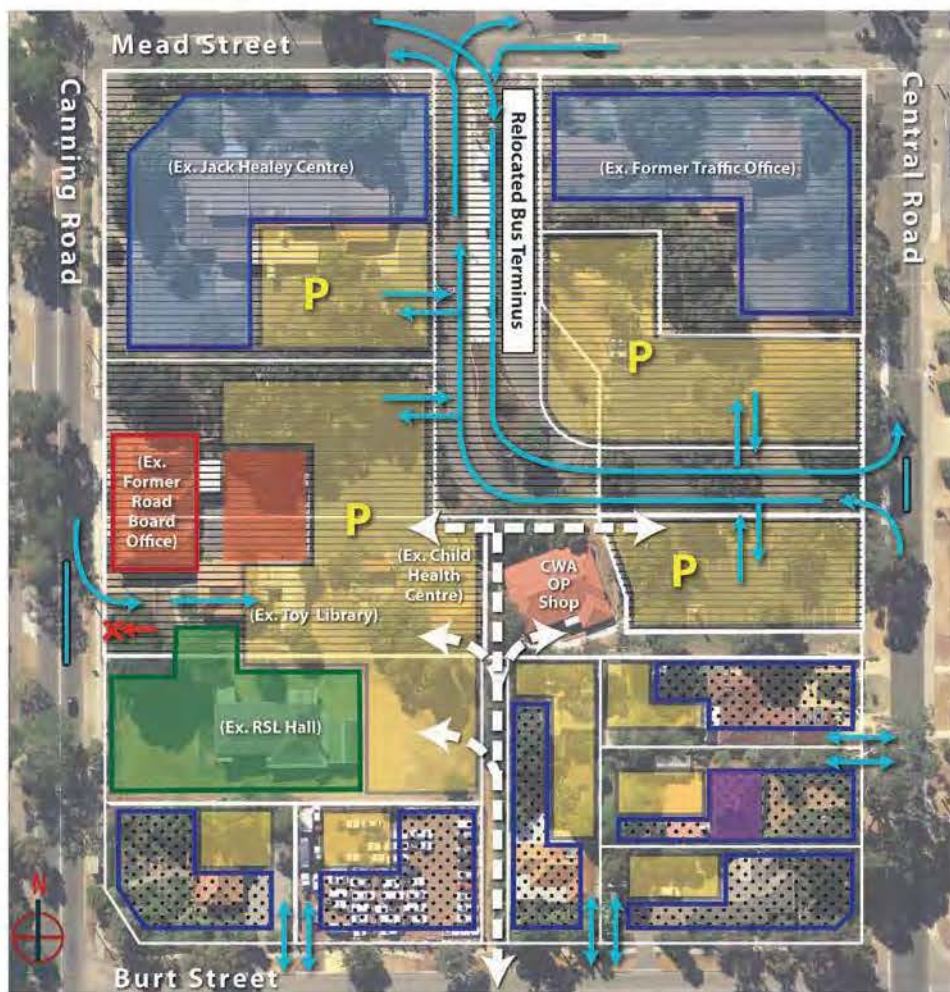 Mead Street
Canning Road
Central Road
(Ex. Jack Healey Centre)
Relocated Bus Terminus
(Ex. Former Traffic Office)
P
P
(Ex.
Former
Road
Board
Office)
P
(Ex. Child
Health
Centre)
CWA
OP
Shop
P
(Ex. Toy Library)
X
(Ex. RSL Hall)
N
Burt Street